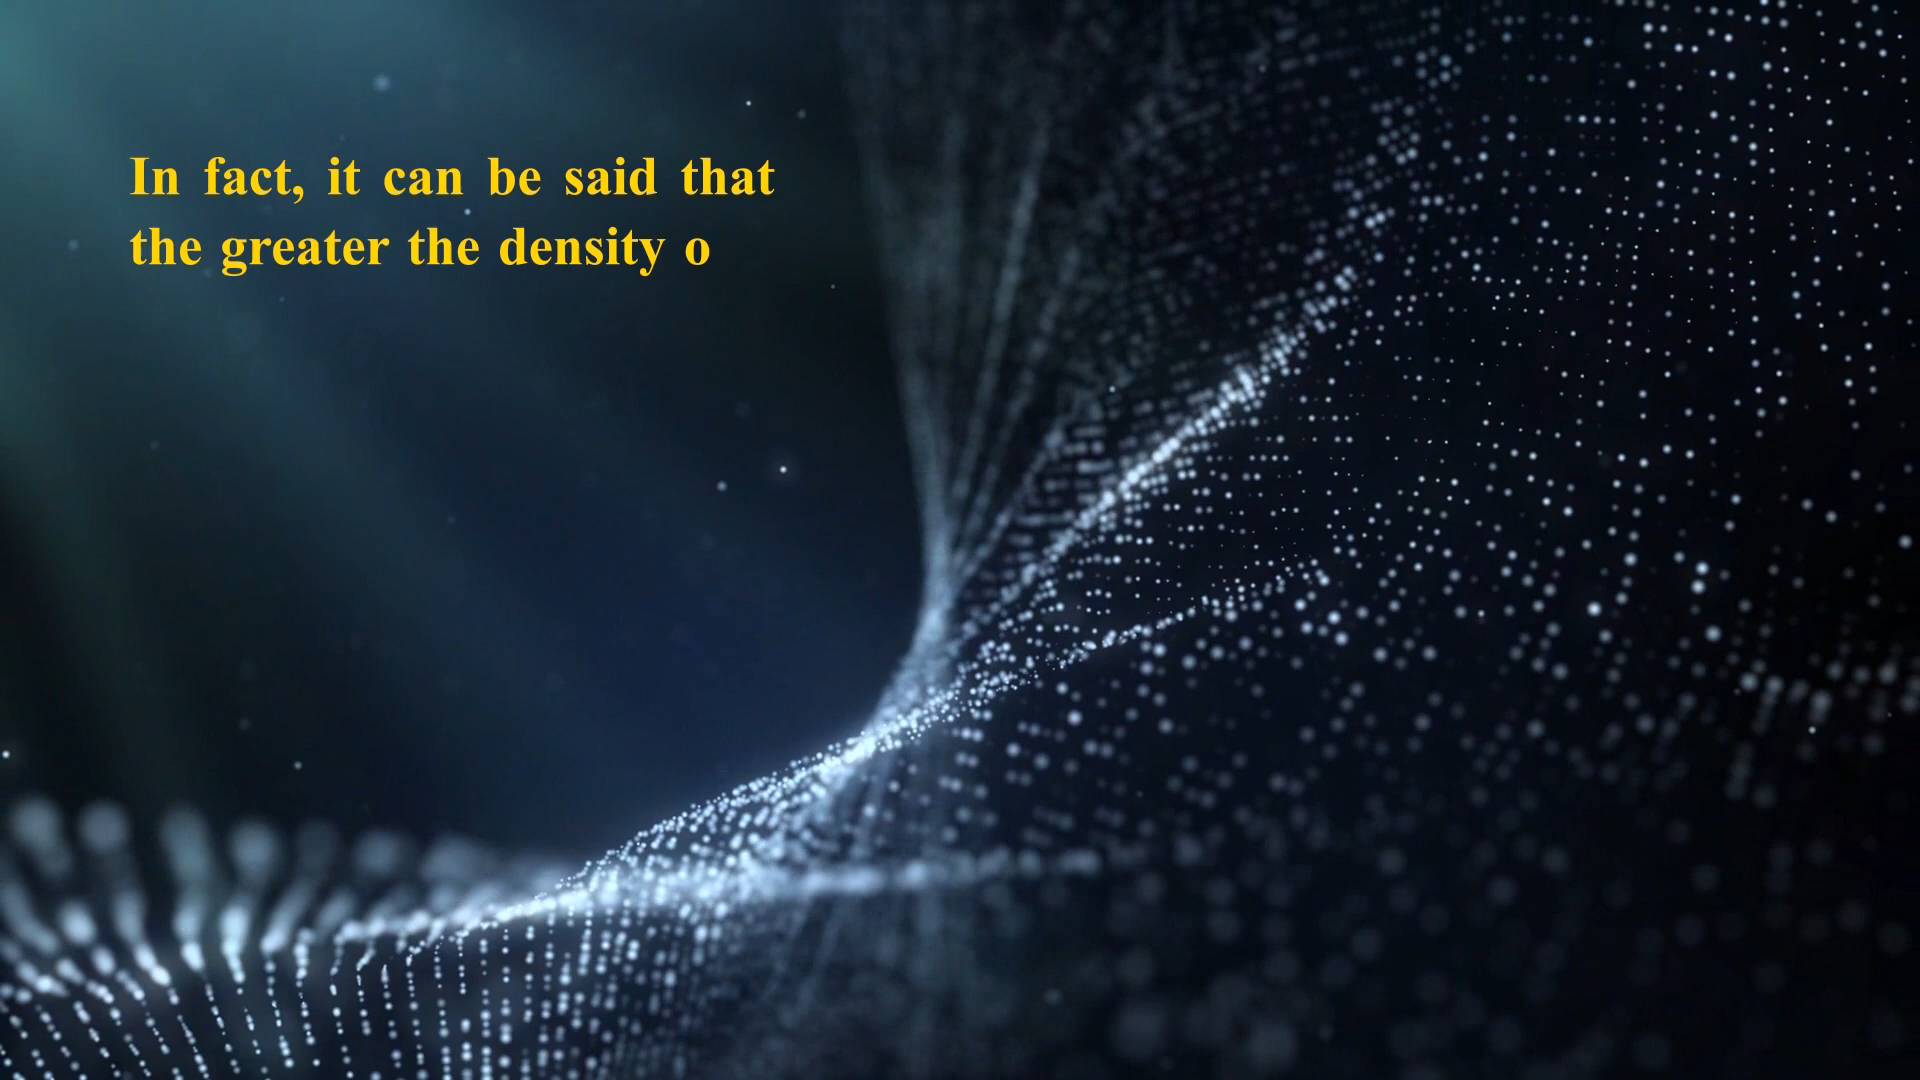 In fact, it can be said that
the greater the density o